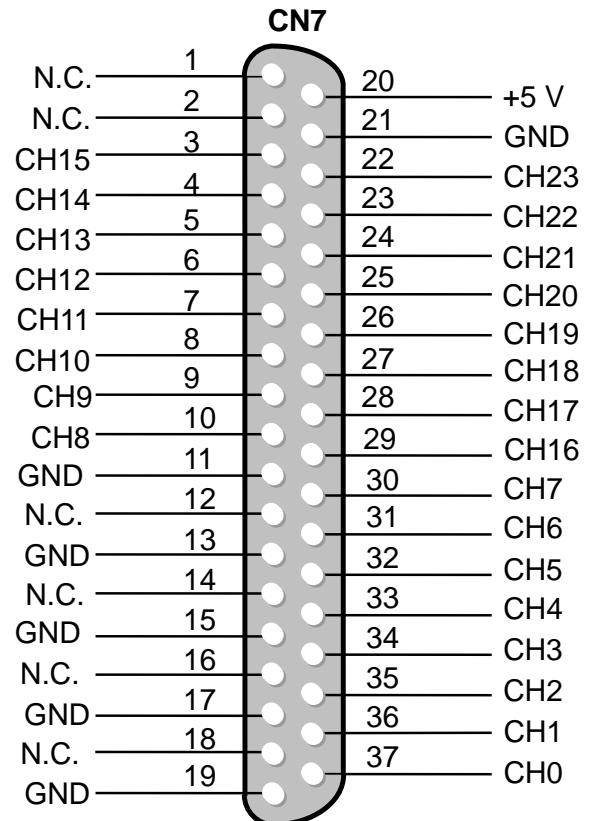 CN7
N.C. 1
20 +5 V
N.C. 2
21 GND
CH15 3
22 CH23
CH14 4
23 CH22
CH13 5
24 CH21
CH12 6
25 CH20
CH11 7
26 CH19
CH10 8
27 CH18
CH9 9
28 CH17
CH8 10
29 CH16
GND 11
30 CH7
N.C. 12
31 CH6
GND 13
32 CH5
N.C. 14
33 CH4
GND 15
34 CH3
N.C. 16
35 CH2
GND 17
36 CH1
N.C. 18
37 CH0
GND 19